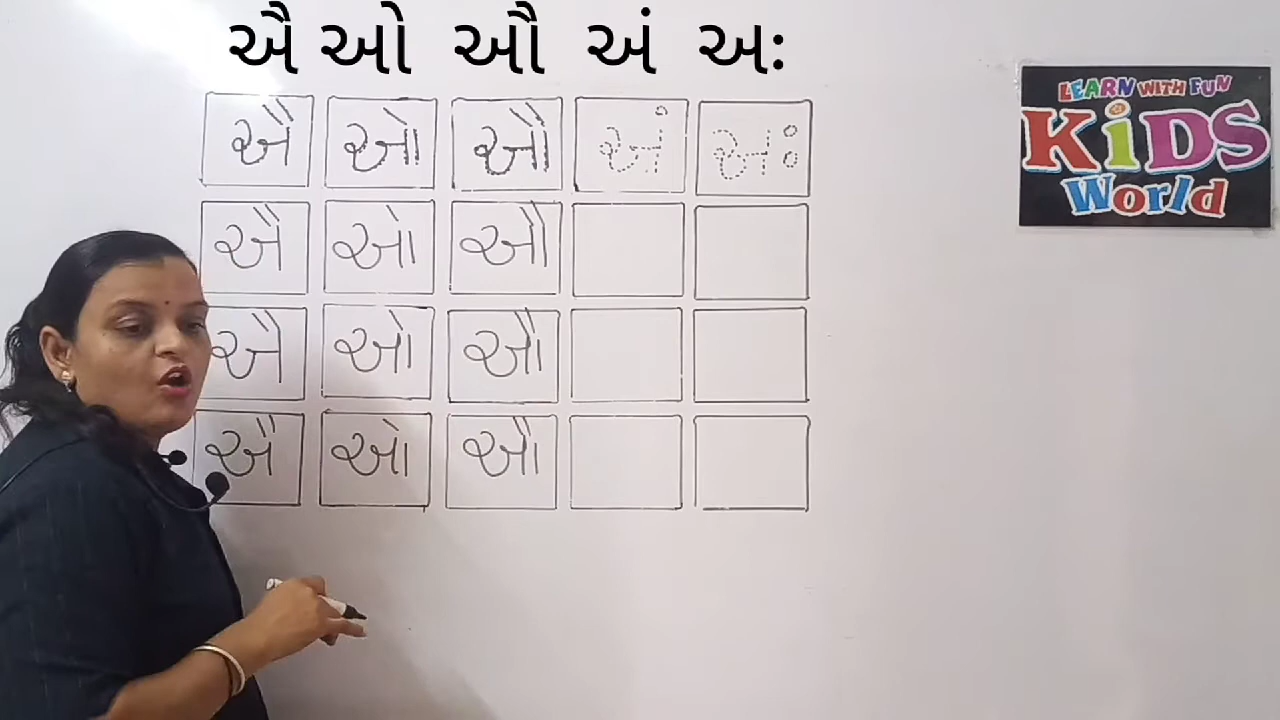 ઐ ઓ ઔ અં અઃ
ઐ ઓ ઔ અં અઃ
ઐ ઓ ઔ
ઐ ઓ ઔ
ઐ ઓ ઔ
LEARN WITH FUN
KiDS
World